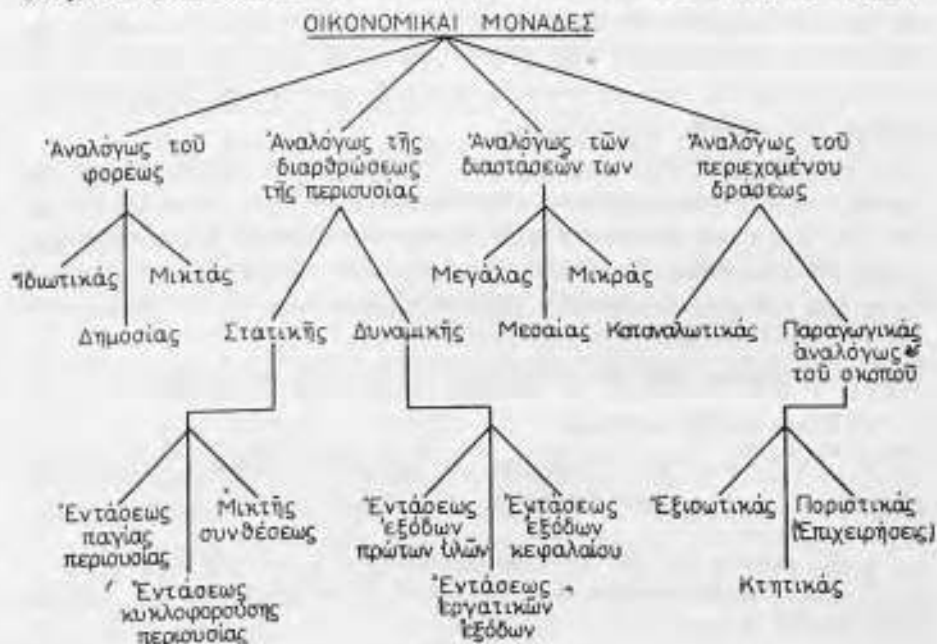 ΟΙΚΟΝΟΜΙΚΑΙ ΜΟΝΑΔΕΣ
Ἀναλόγως τοῦ
φορέως
Ἀναλόγως τῆς
διαρθρώσεως
τῆς περιουσίας
Ἀναλόγως τῶν
διαστάσεών των
Ἀναλόγως τοῦ
περιεχομένου
δράσεως
Ἰδιωτικάς
Μικτάς
Δημοσίας
Στατικῆς
Δυναμικῆς
Μεγάλας
Μικράς
Μεσαίας
Καταναλωτικάς
Παραγωγικάς
ἀναλόγως
τοῦ σκοποῦ
Ἐντάσεως
παγίας
περιουσίας
Μικτῆς
συνθέσεως
Ἐντάσεως
κυκλοφορούσης
περιουσίας
Ἐντάσεως
ἐξόδων
πρώτων ὑλῶν
Ἐντάσεως
ἐξόδων
κεφαλαίου
Ἐντάσεως
ἐργατικῶν
ἐξόδων
Ἐξισωτικάς
Ποριστικάς
(Ἐπιχειρήσεις)
Κτητικάς